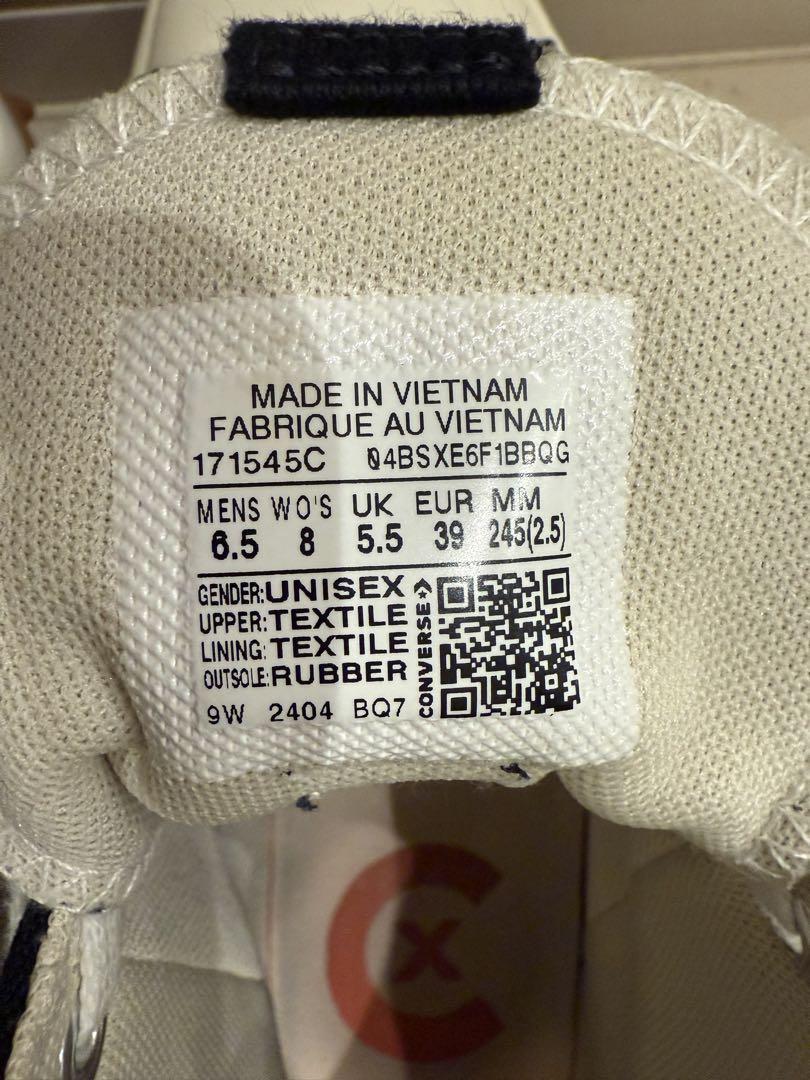 MADE IN VIETNAM
FABRIQUE AU VIETNAM
171545C 04BSXE6F1BBQG
MENS WO'S UK EUR MM
6.5 8 5.5 39 245(2.5)
GENDER:UNISEX
UPPER:TEXTILE
LINING:TEXTILE
OUTSOLE:RUBBER
9W 2404 BQ7
CONVERSE
CX